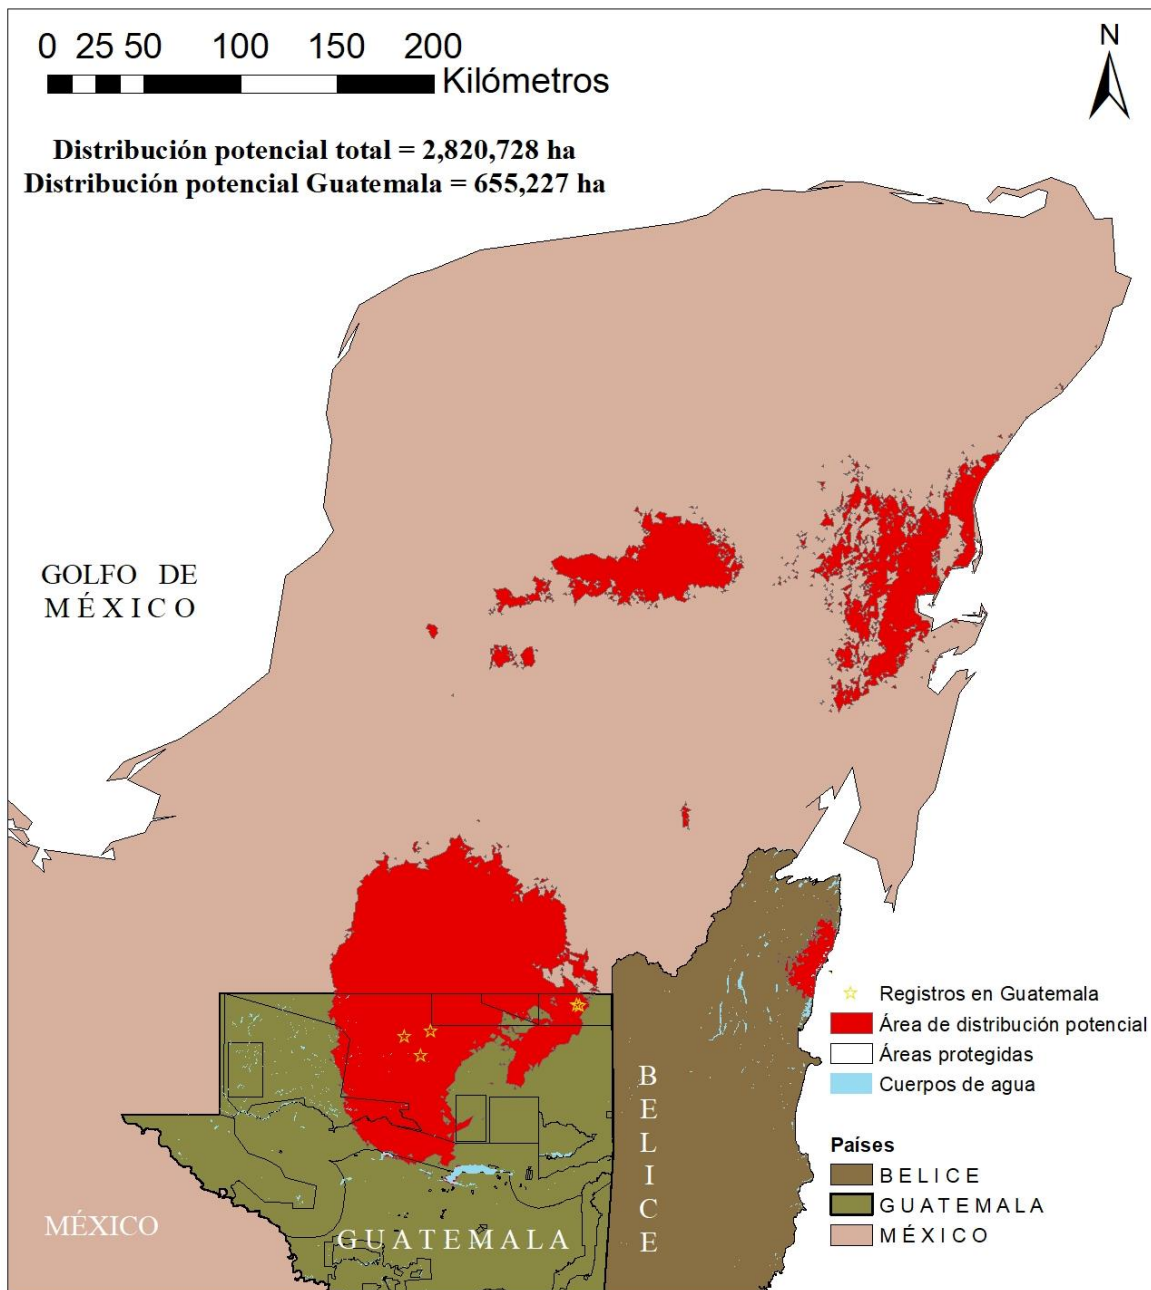 0 25 50 100 150 200
Kilómetros
N
Distribución potencial total = 2,820,728 ha
Distribución potencial Guatemala = 655,227 ha
GOLFO DE
MÉXICO
Registros en Guatemala
Área de distribución potencial
Áreas protegidas
Cuerpos de agua
BELICE
Países
BELICE
GUATEMALA
MÉXICO
MÉXICO
GUATEMALA